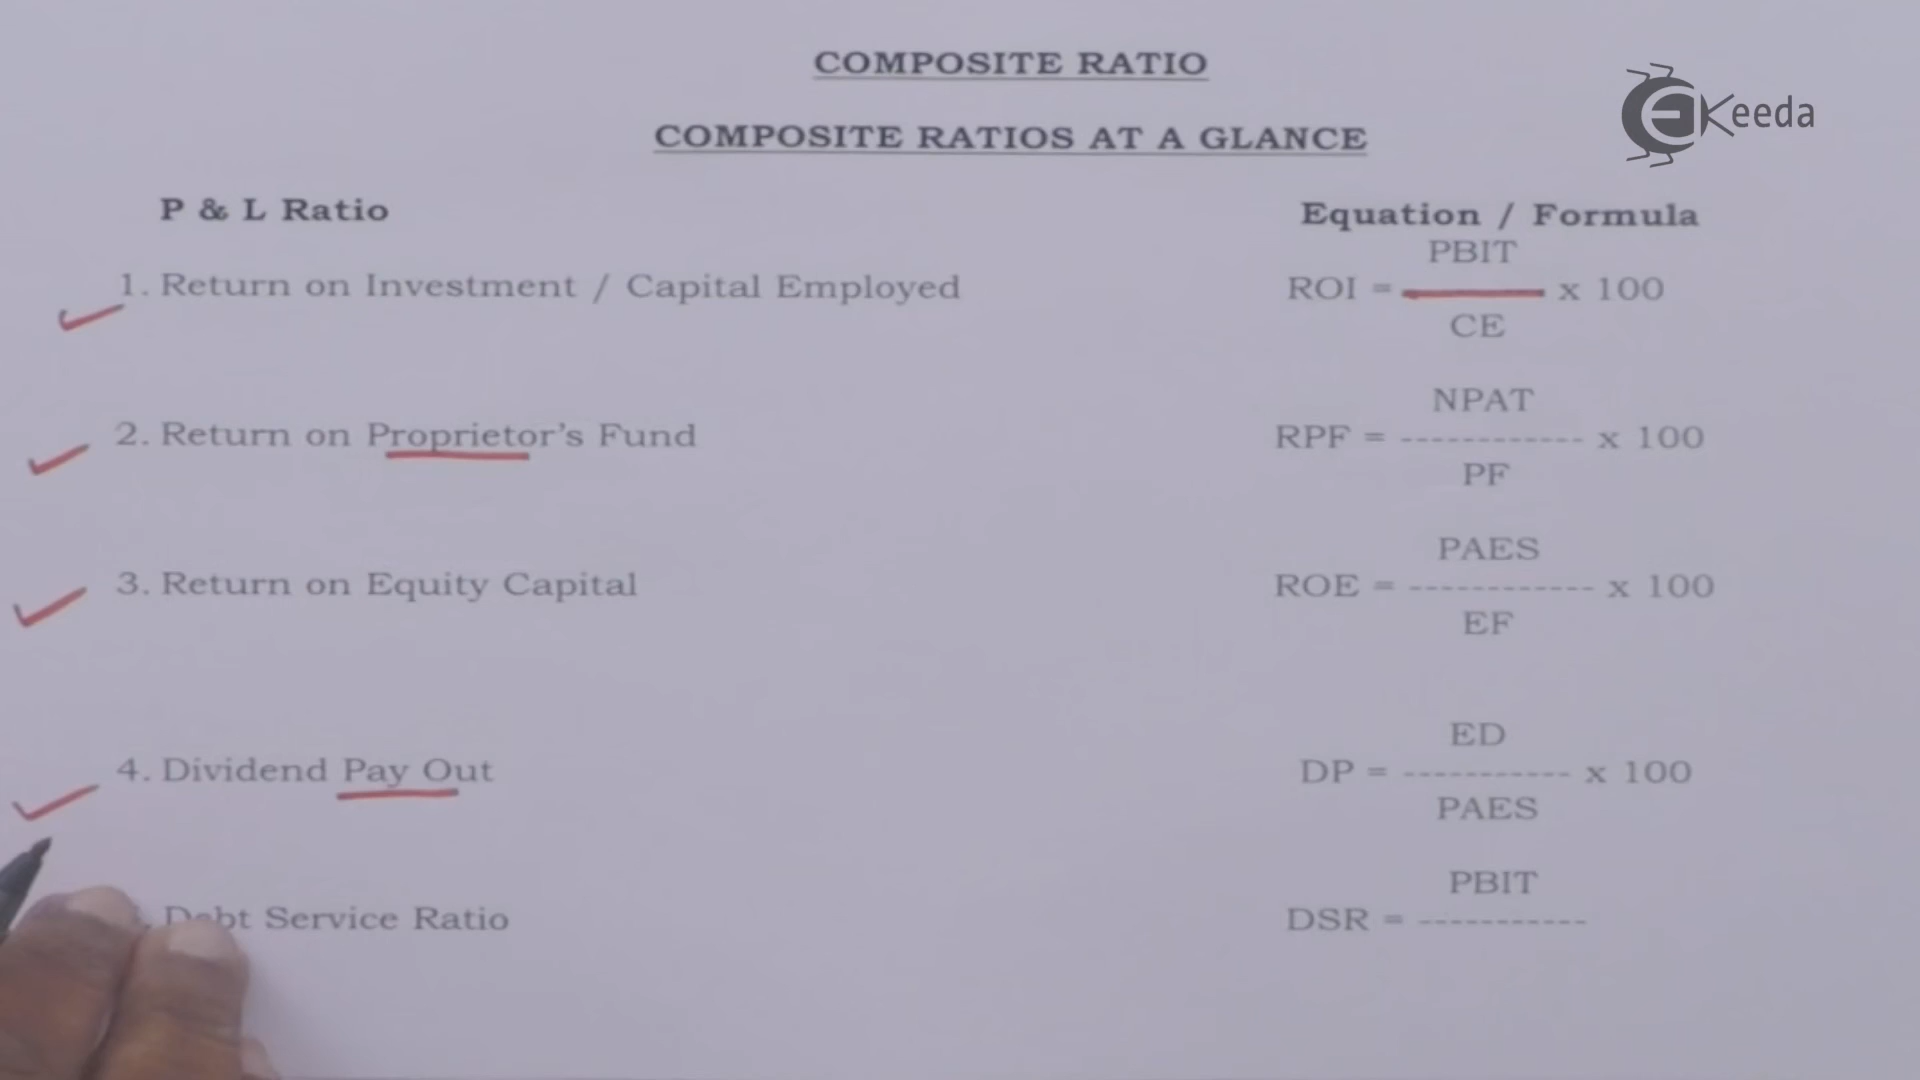 COMPOSITE RATIO
COMPOSITE RATIOS AT A GLANCE
Keeda
P & L Ratio
Equation / Formula
1. Return on Investment / Capital Employed
PBIT
ROI = x 100
CE
2. Return on Proprietor's Fund
NPAT
RPF = ------------ x 100
PF
3. Return on Equity Capital
PAES
ROE = ------------ x 100
EF
4. Dividend Pay Out
ED
DP = ----------- x 100
PAES
Debt Service Ratio
PBIT
DSR = -----------